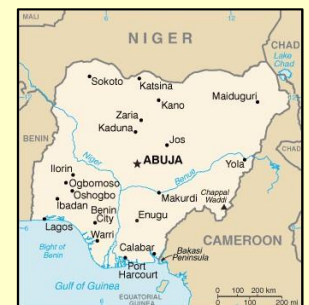 MALI
NIGER
CHAD
Lake
Chad
Sokoto
Katsina
Kano
Maiduguri
Zaria
Kaduna
Jos
BENIN
Niger
ABUJA
Yola
CHAD
Ilorin
Ogbomoso
Oshogbo
Ibadan
Benue
Makurdi
Chappal
Waddi
Benin
City
Enugu
Lagos
Warri
Calabar
CAMEROON
Bight of
Benin
Port
Harcourt
Bakasi
Peninsula
Gulf of Guinea
EQUATORIAL
GUINEA
0 100 200 km
0 100 200 mi